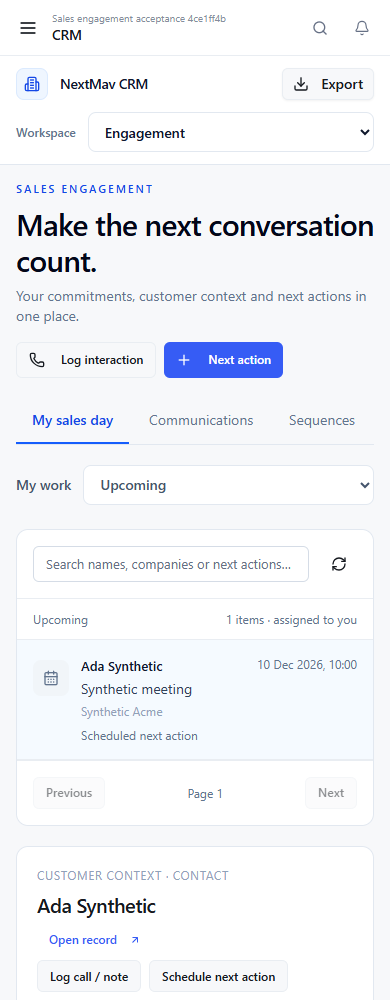 Sales engagement acceptance 4ce1ff4b
CRM
NextMav CRM
Export
Workspace
Engagement
SALES ENGAGEMENT
Make the next conversation
count.
Your commitments, customer context and next actions in
one place.
Log interaction
Next action
My sales day
Communications
Sequences
My work
Upcoming
Search names, companies or next actions...
Upcoming
1 items · assigned to you
Ada Synthetic
10 Dec 2026, 10:00
Synthetic meeting
Synthetic Acme
Scheduled next action
Previous
Page 1
Next
CUSTOMER CONTEXT · CONTACT
Ada Synthetic
Open record
Log call / note
Schedule next action